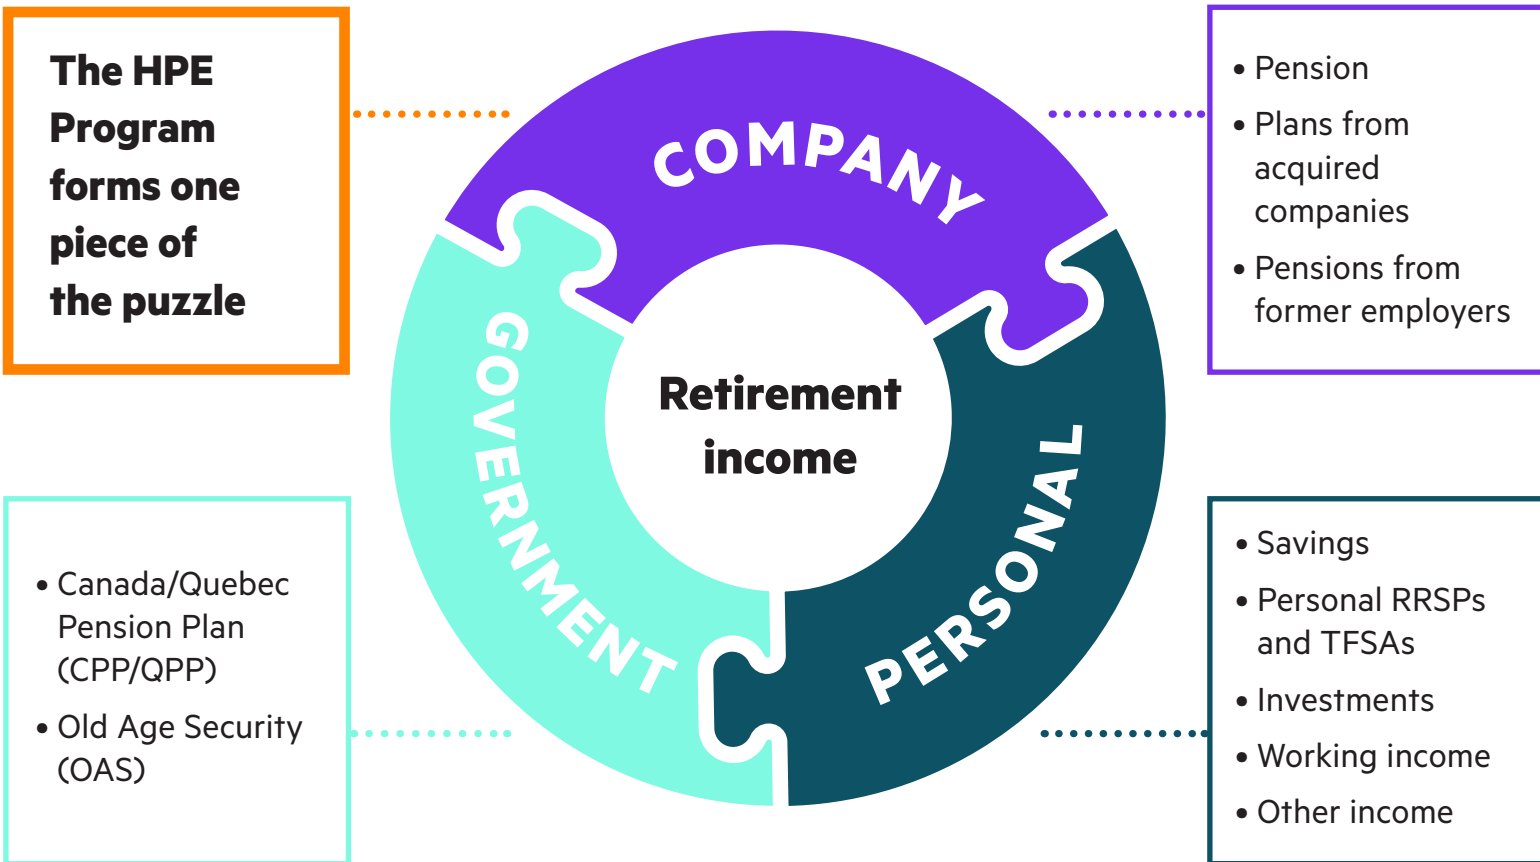 The HPE
Program
forms one
piece of
the puzzle
COMPANY
• Pension
• Plans from
acquired
companies
• Pensions from
former employers
GOVERNMENT
Retirement
income
PERSONAL
• Canada/Quebec
Pension Plan
(CPP/QPP)
• Old Age Security
(OAS)
• Savings
• Personal RRSPs
and TFSAs
• Investments
• Working income
• Other income